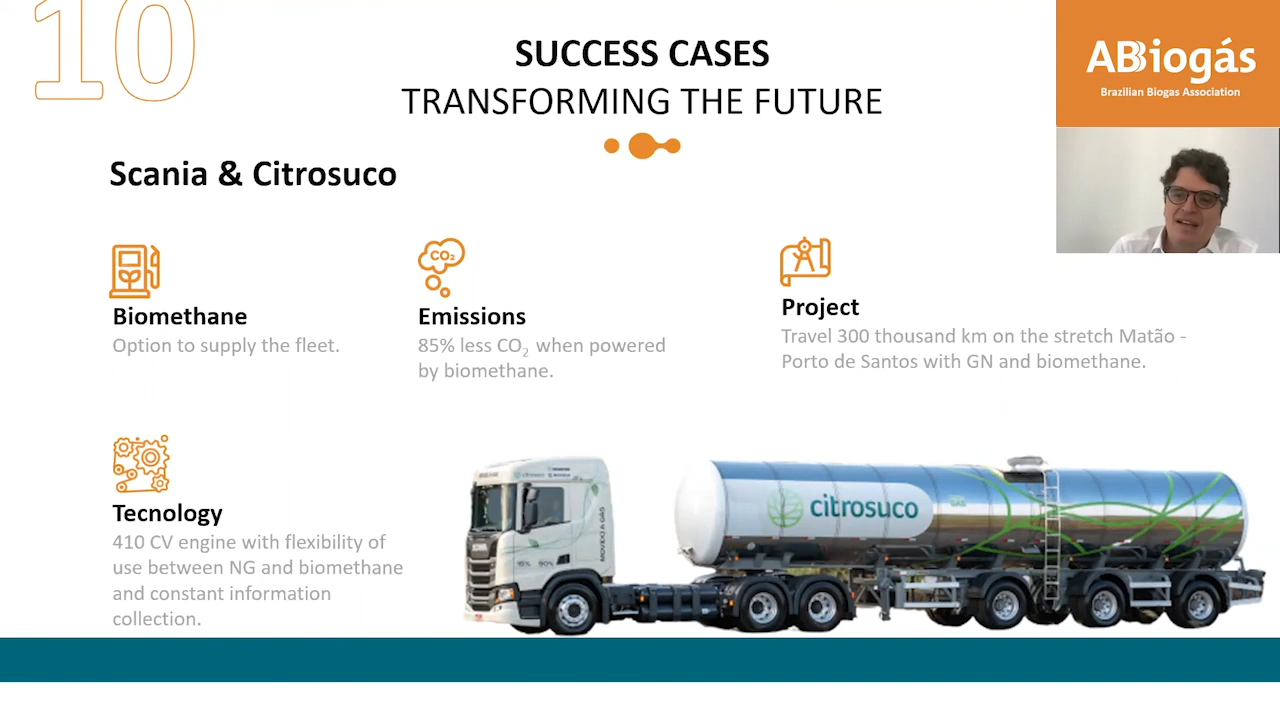 10
SUCCESS CASES
TRANSFORMING THE FUTURE
ABiogás
Brazilian Biogas Association
Scania & Citrosuco
CO₂
Biomethane
Option to supply the fleet.
Emissions
85% less CO₂ when powered
by biomethane.
Project
Travel 300 thousand km on the stretch Matão -
Porto de Santos with GN and biomethane.
Tecnology
410 CV engine with flexibility of
use between NG and biomethane
and constant information
collection.
citrosuco
MOVIDO A GÁS
citrosuco